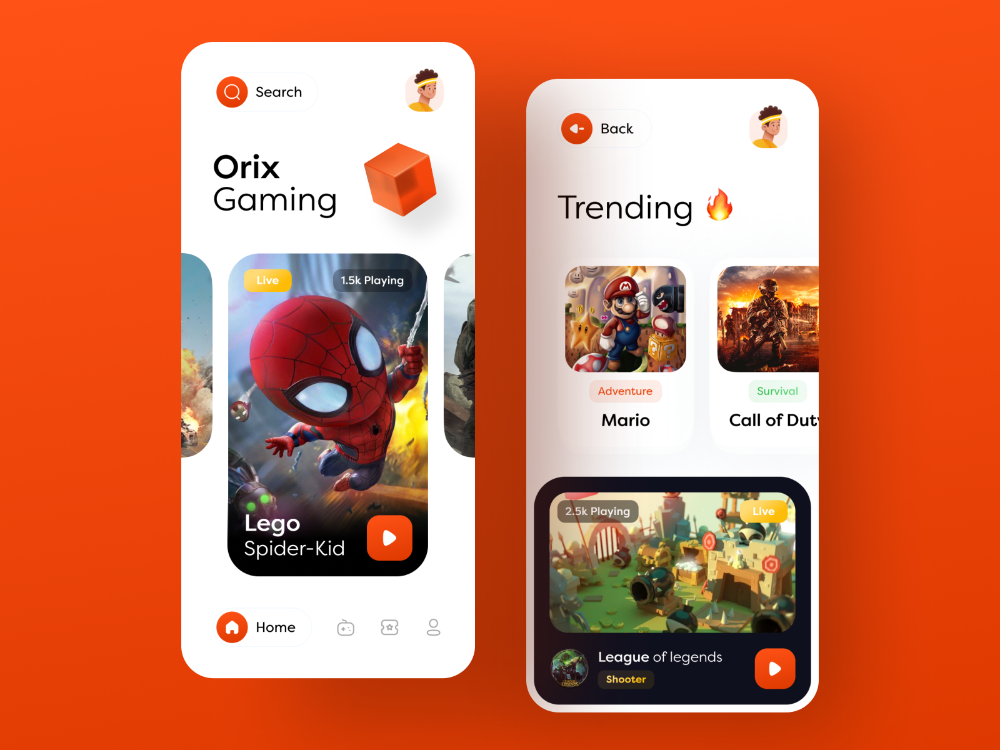 Search
Orix
Gaming
Live
1.5k Playing
Lego
Spider-Kid
Home
Back
Trending
Adventure
Mario
Survival
Call of Duty
2.5k Playing
Live
League of legends
Shooter